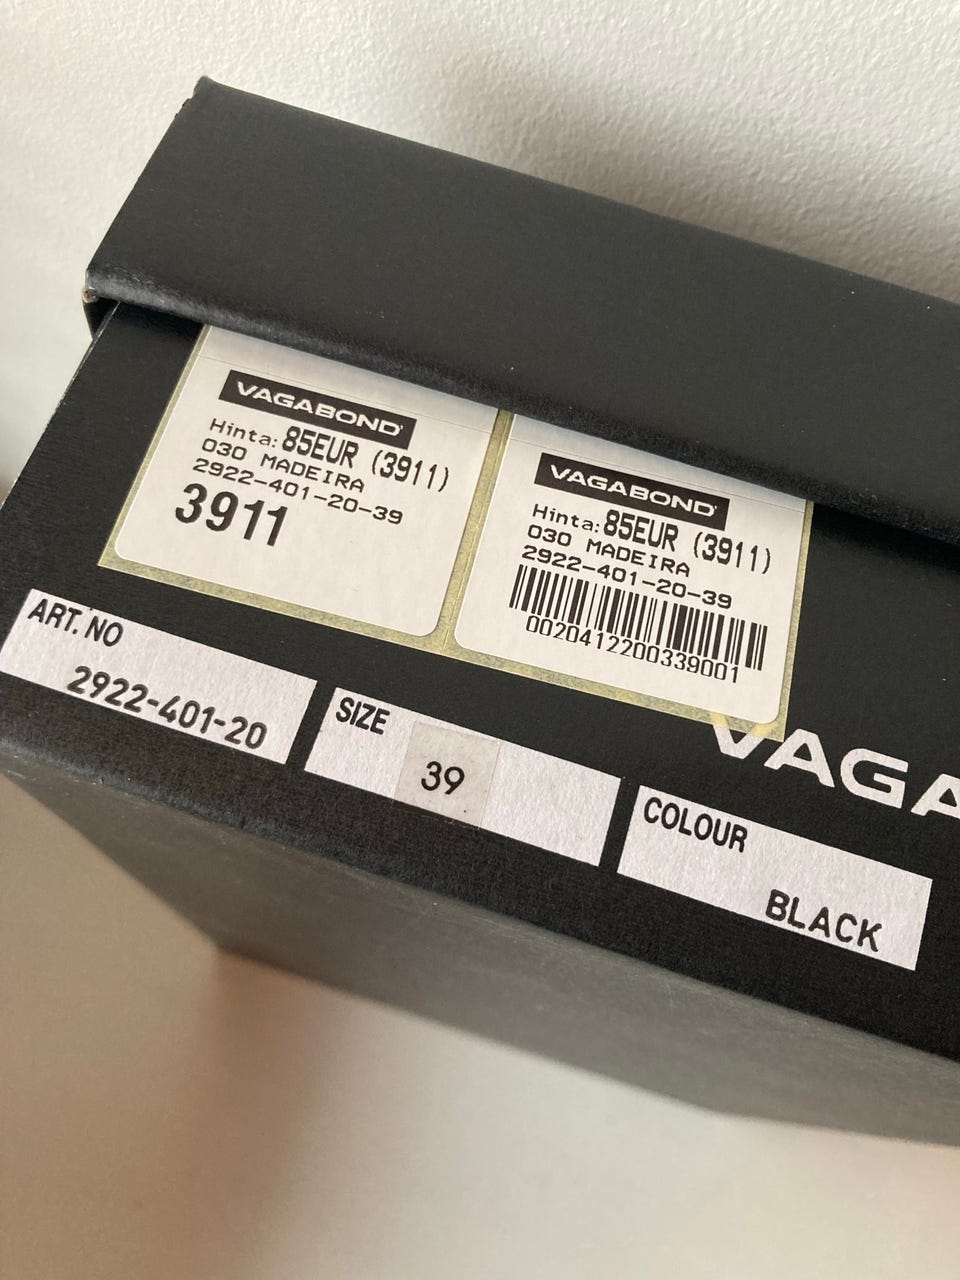 VAGABOND
Hinta: 85EUR (3911)
030 MADEIRA
2922-401-20-39
3911
VAGABOND
Hinta: 85EUR (3911)
030 MADEIRA
2922-401-20-39
0020412200339001
VAGA
ART. NO
2922-401-20
SIZE
39
COLOUR
BLACK